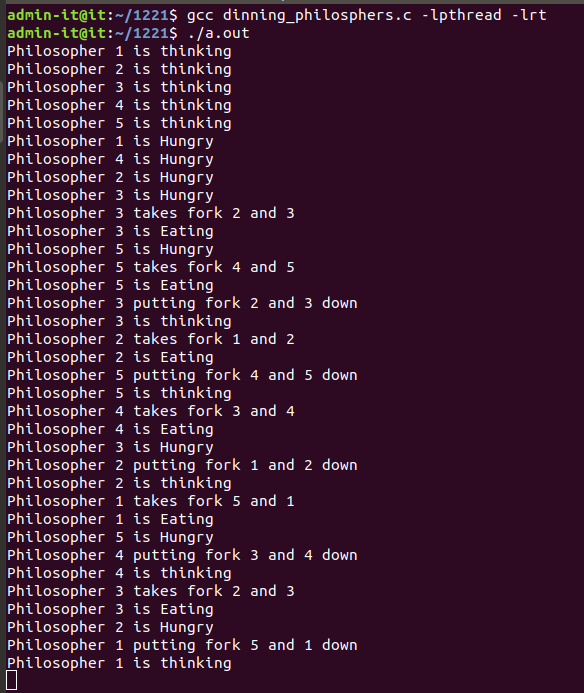 admin-it@it:~/1221$ gcc dinning_philosphers.c -lpthread -lrt
admin-it@it:~/1221$ ./a.out
Philosopher 1 is thinking
Philosopher 2 is thinking
Philosopher 3 is thinking
Philosopher 4 is thinking
Philosopher 5 is thinking
Philosopher 1 is Hungry
Philosopher 4 is Hungry
Philosopher 2 is Hungry
Philosopher 3 is Hungry
Philosopher 3 takes fork 2 and 3
Philosopher 3 is Eating
Philosopher 5 is Hungry
Philosopher 5 takes fork 4 and 5
Philosopher 5 is Eating
Philosopher 3 putting fork 2 and 3 down
Philosopher 3 is thinking
Philosopher 2 takes fork 1 and 2
Philosopher 2 is Eating
Philosopher 5 putting fork 4 and 5 down
Philosopher 5 is thinking
Philosopher 4 takes fork 3 and 4
Philosopher 4 is Eating
Philosopher 3 is Hungry
Philosopher 2 putting fork 1 and 2 down
Philosopher 2 is thinking
Philosopher 1 takes fork 5 and 1
Philosopher 1 is Eating
Philosopher 5 is Hungry
Philosopher 4 putting fork 3 and 4 down
Philosopher 4 is thinking
Philosopher 3 takes fork 2 and 3
Philosopher 3 is Eating
Philosopher 2 is Hungry
Philosopher 1 putting fork 5 and 1 down
Philosopher 1 is thinking